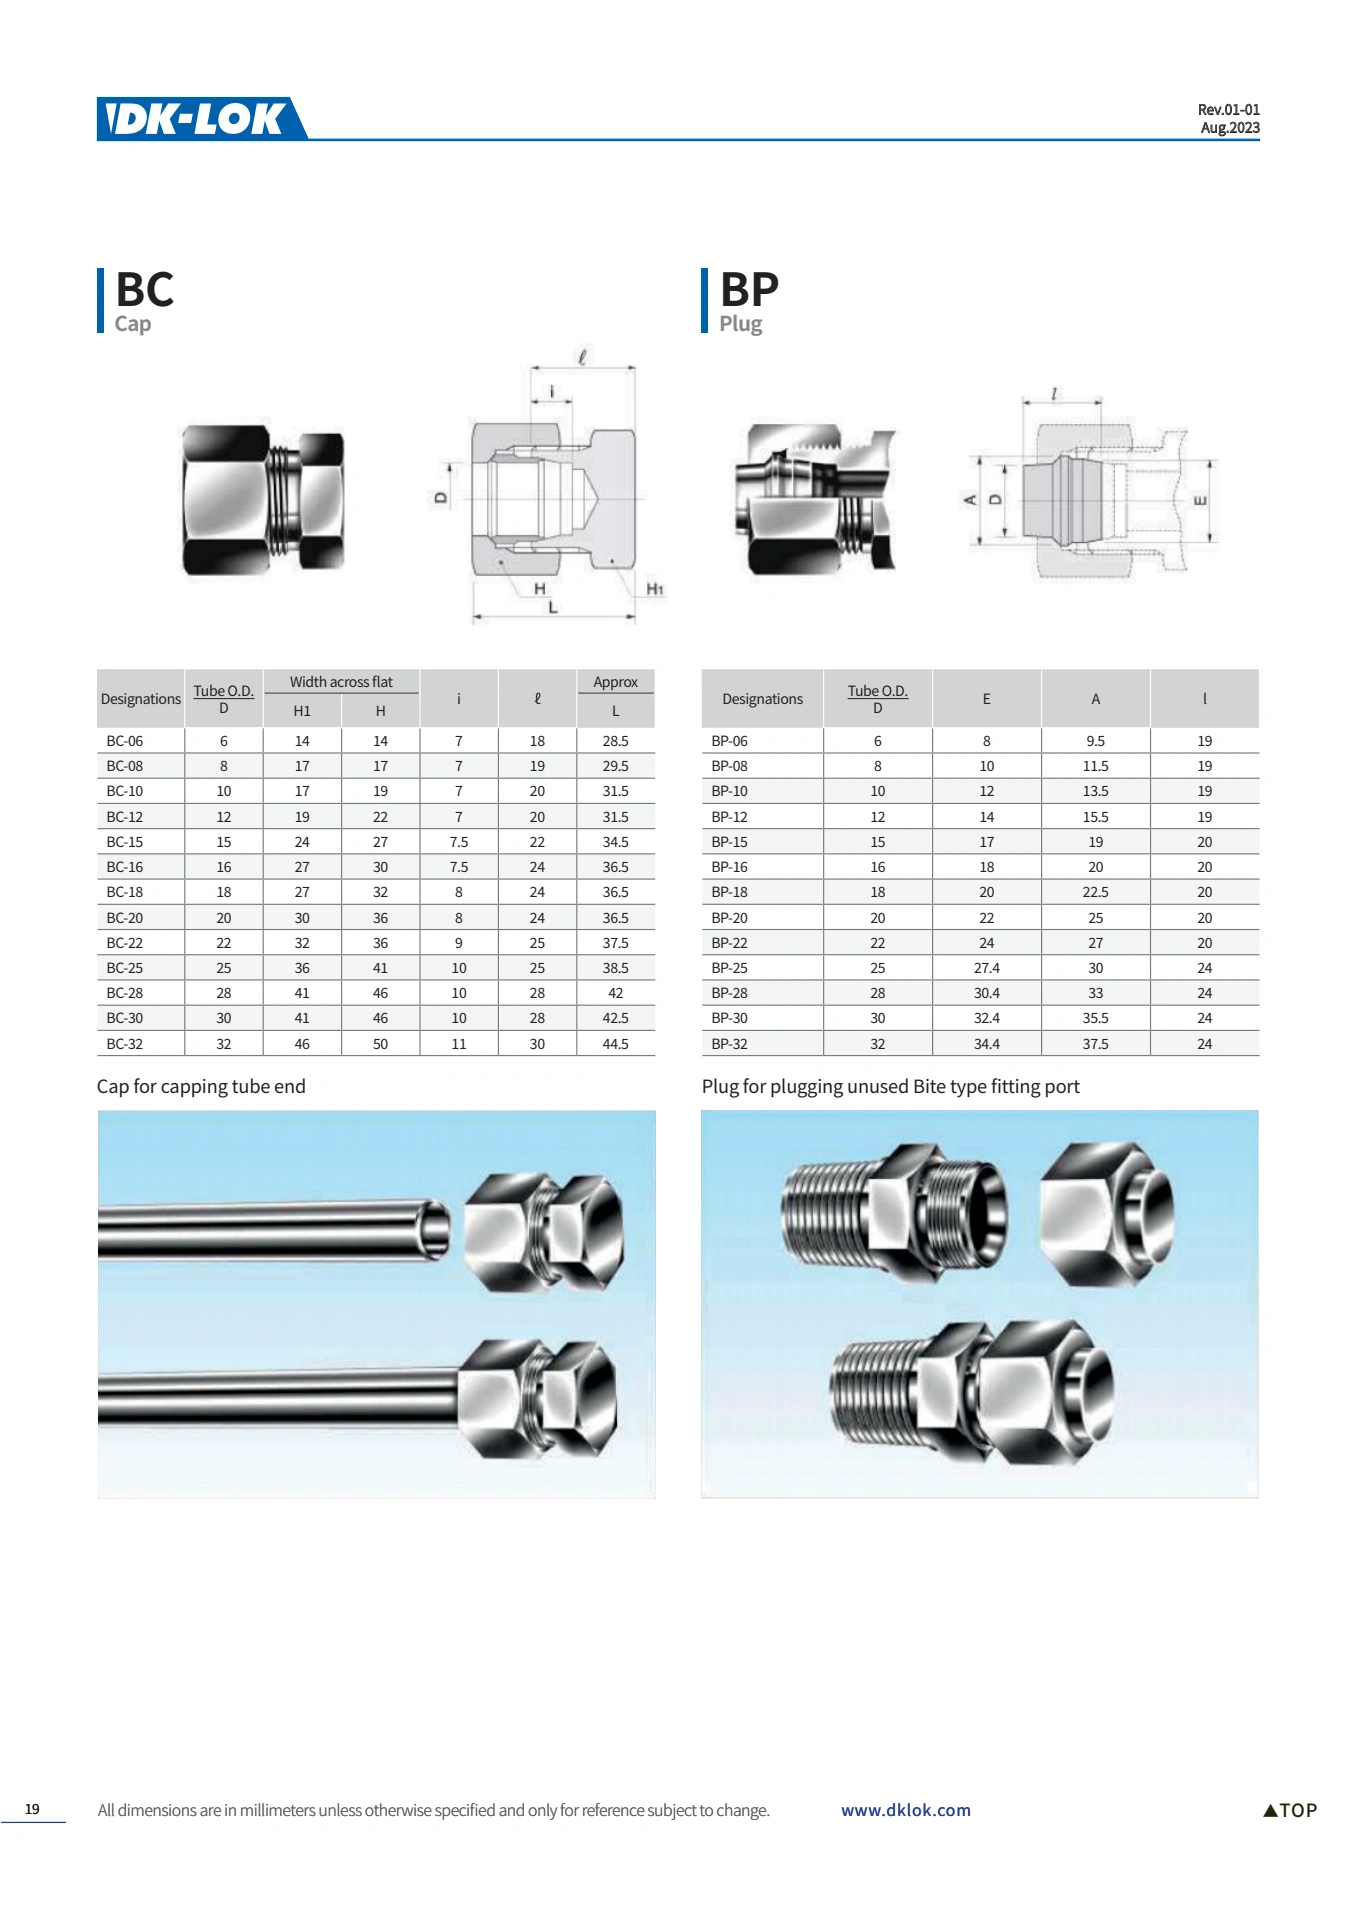 DK-LOK
Rev.01-01
Aug.2023
BC
Cap
ℓ
i
D
H
H1
L
Designations Tube O.D. D Width across flat H1 H i ℓ Approx L
BC-06 6 14 14 7 18 28.5
BC-08 8 17 17 7 19 29.5
BC-10 10 17 19 7 20 31.5
BC-12 12 19 22 7 20 31.5
BC-15 15 24 27 7.5 22 34.5
BC-16 16 27 30 7.5 24 36.5
BC-18 18 27 32 8 24 36.5
BC-20 20 30 36 8 24 36.5
BC-22 22 32 36 9 25 37.5
BC-25 25 36 41 10 25 38.5
BC-28 28 41 46 10 28 42
BC-30 30 41 46 10 28 42.5
BC-32 32 46 50 11 30 44.5
Cap for capping tube end
BP
Plug
l
A
D
E
Designations Tube O.D. D E A l
BP-06 6 8 9.5 19
BP-08 8 10 11.5 19
BP-10 10 12 13.5 19
BP-12 12 14 15.5 19
BP-15 15 17 19 20
BP-16 16 18 20 20
BP-18 18 20 22.5 20
BP-20 20 22 25 20
BP-22 22 24 27 20
BP-25 25 27.4 30 24
BP-28 28 30.4 33 24
BP-30 30 32.4 35.5 24
BP-32 32 34.4 37.5 24
Plug for plugging unused Bite type fitting port
19
All dimensions are in millimeters unless otherwise specified and only for reference subject to change.
www.dklok.com
▲TOP